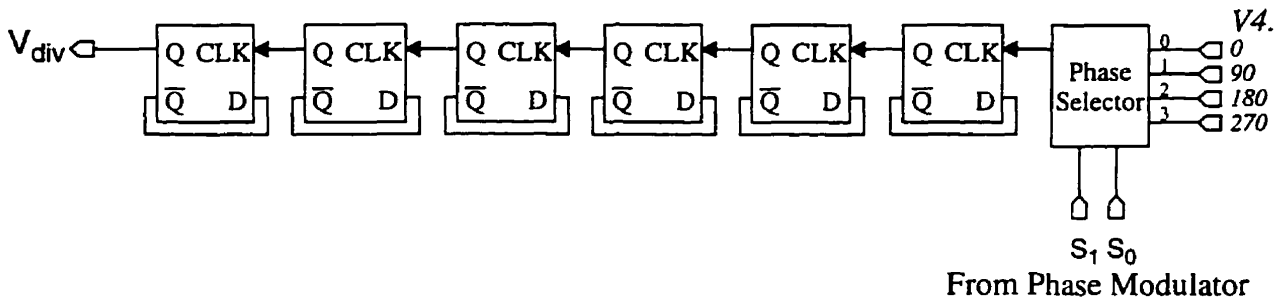 V4.
Vdiv Q CLK Q CLK Q CLK Q CLK Q CLK Q CLK
Q̅ D Q̅ D Q̅ D Q̅ D Q̅ D Q̅ D
Phase Selector
0 0
1 90
2 180
3 270
S1 S0
From Phase Modulator